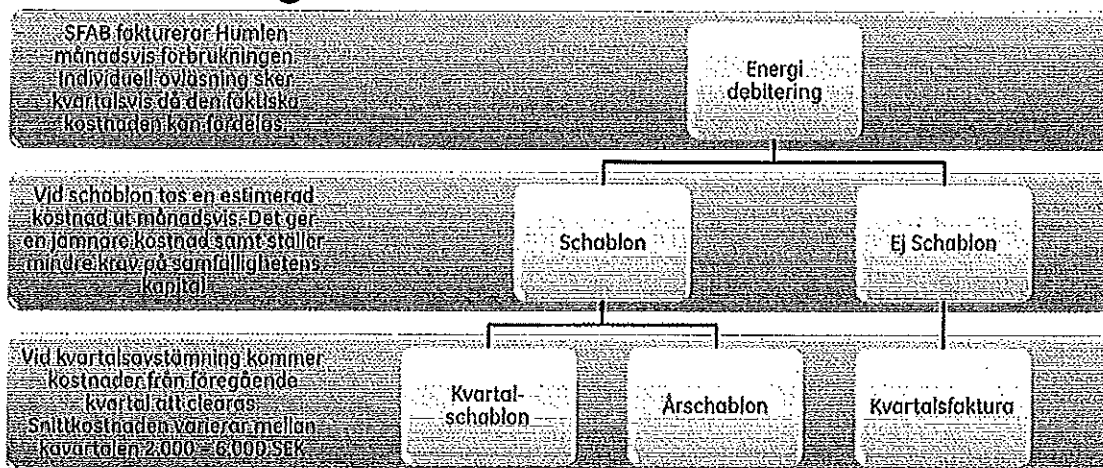 SFAB fakturerar Humlen
månadsvis förbrukningen.
Individuell avläsning sker
kvartalsvis då den faktiska
kostnaden kan fördelas.
Energi
debitering
Vid schablon tas en estimerad
kostnad ut månadsvis. Det ger
en jämnare kostnad samt ställer
mindre krav på samfällighetens
kapital
Schablon
Ej Schablon
Vid kvartalsavstämning kommer
kostnader från föregående
kvartal att clearas.
Snittkostnaden varierar mellan
kavartalen 2.000 – 6.000 SEK
Kvartal-
schablon
Årschablon
Kvartalsfaktura